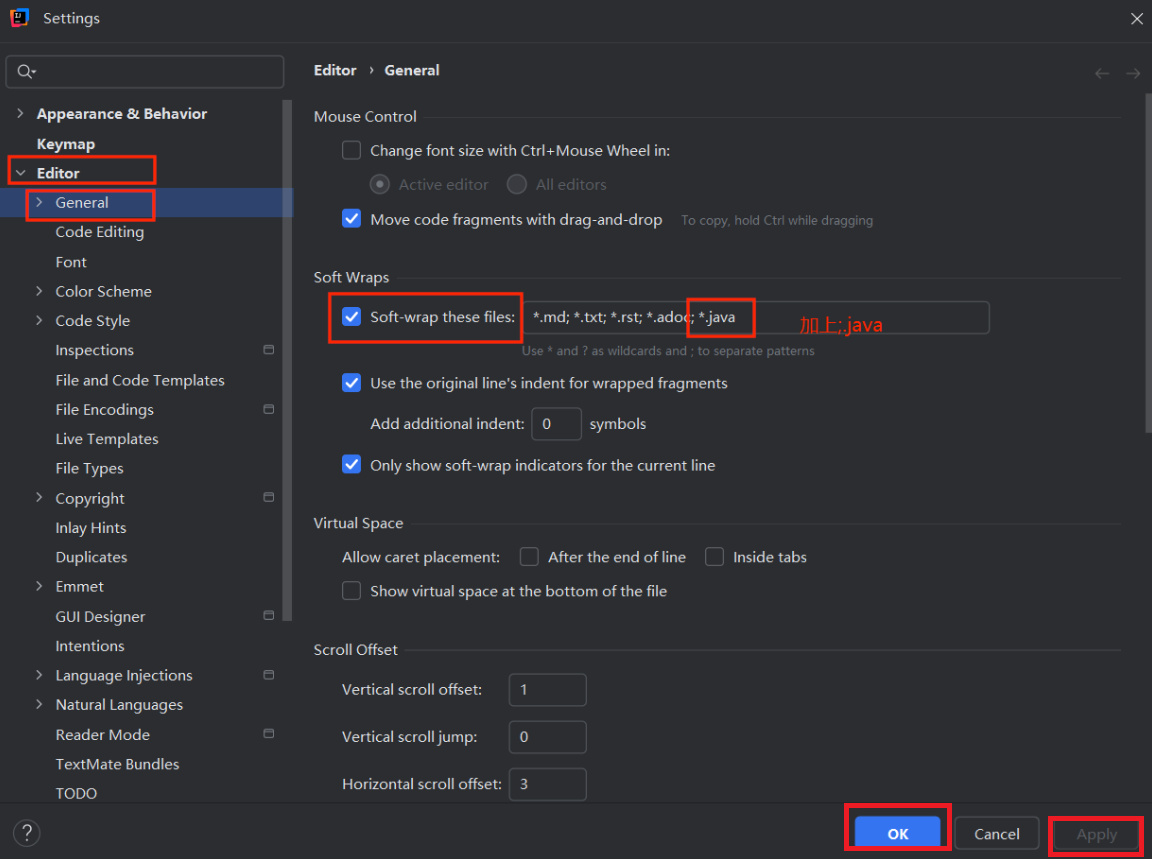 Settings
Editor › General
Appearance & Behavior
Keymap
Editor
General
Code Editing
Font
Color Scheme
Code Style
Inspections
File and Code Templates
File Encodings
Live Templates
File Types
Copyright
Inlay Hints
Duplicates
Emmet
GUI Designer
Intentions
Language Injections
Natural Languages
Reader Mode
TextMate Bundles
TODO
Mouse Control
Change font size with Ctrl+Mouse Wheel in:
Active editor All editors
Move code fragments with drag-and-drop To copy, hold Ctrl while dragging
Soft Wraps
Soft-wrap these files: *.md; *.txt; *.rst; *.adoc; *.java 加上;.java
Use * and ? as wildcards and ; to separate patterns
Use the original line's indent for wrapped fragments
Add additional indent: 0 symbols
Only show soft-wrap indicators for the current line
Virtual Space
Allow caret placement: After the end of line Inside tabs
Show virtual space at the bottom of the file
Scroll Offset
Vertical scroll offset: 1
Vertical scroll jump: 0
Horizontal scroll offset: 3
? OK Cancel Apply